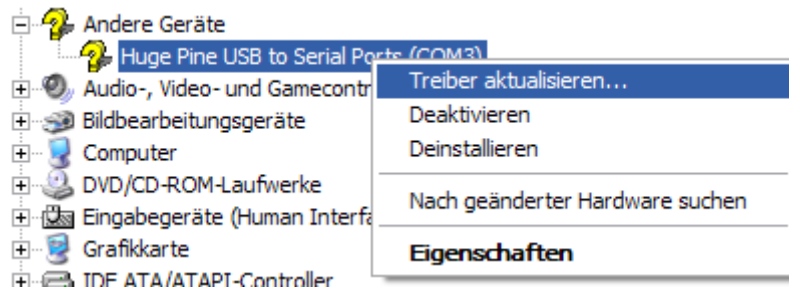 Andere Geräte
Huge Pine USB to Serial Ports (COM3)
Audio-, Video- und Gamecontr
Bildbearbeitungsgeräte
Computer
DVD/CD-ROM-Laufwerke
Eingabegeräte (Human Interfa
Grafikkarte
IDE ATA/ATAPI-Controller
Treiber aktualisieren...
Deaktivieren
Deinstallieren
Nach geänderter Hardware suchen
Eigenschaften